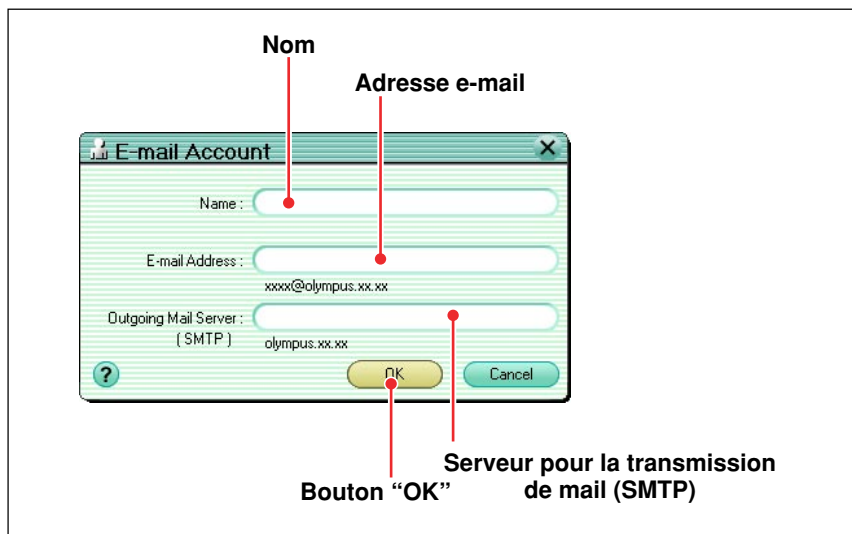 Nom
Adresse e-mail
E-mail Account
Name :
E-mail Address :
xxxx@olympus.xx.xx
Outgoing Mail Server :
( SMTP )
olympus.xx.xx
?
OK
Cancel
Serveur pour la transmission
de mail (SMTP)
Bouton “OK”